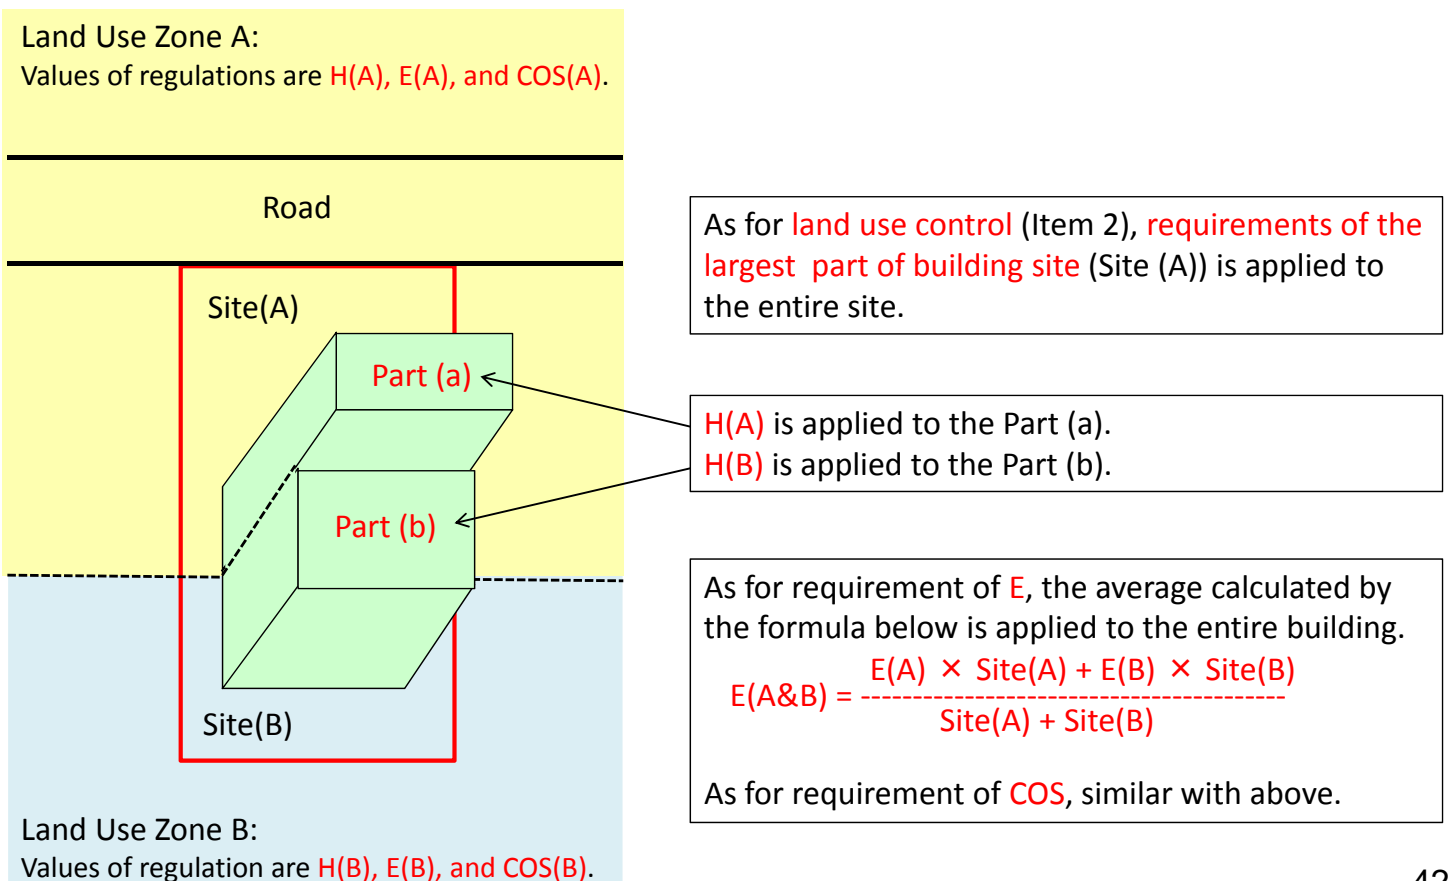 Land Use Zone A:
Values of regulations are H(A), E(A), and COS(A).
Road
Site(A)
Part (a)
Part (b)
Site(B)
Land Use Zone B:
Values of regulation are H(B), E(B), and COS(B).
As for land use control (Item 2), requirements of the
largest part of building site (Site (A)) is applied to
the entire site.
H(A) is applied to the Part (a).
H(B) is applied to the Part (b).
As for requirement of E, the average calculated by
the formula below is applied to the entire building.
E(A) × Site(A) + E(B) × Site(B)
E(A&B) = -----------------------------------------
Site(A) + Site(B)
As for requirement of COS, similar with above.